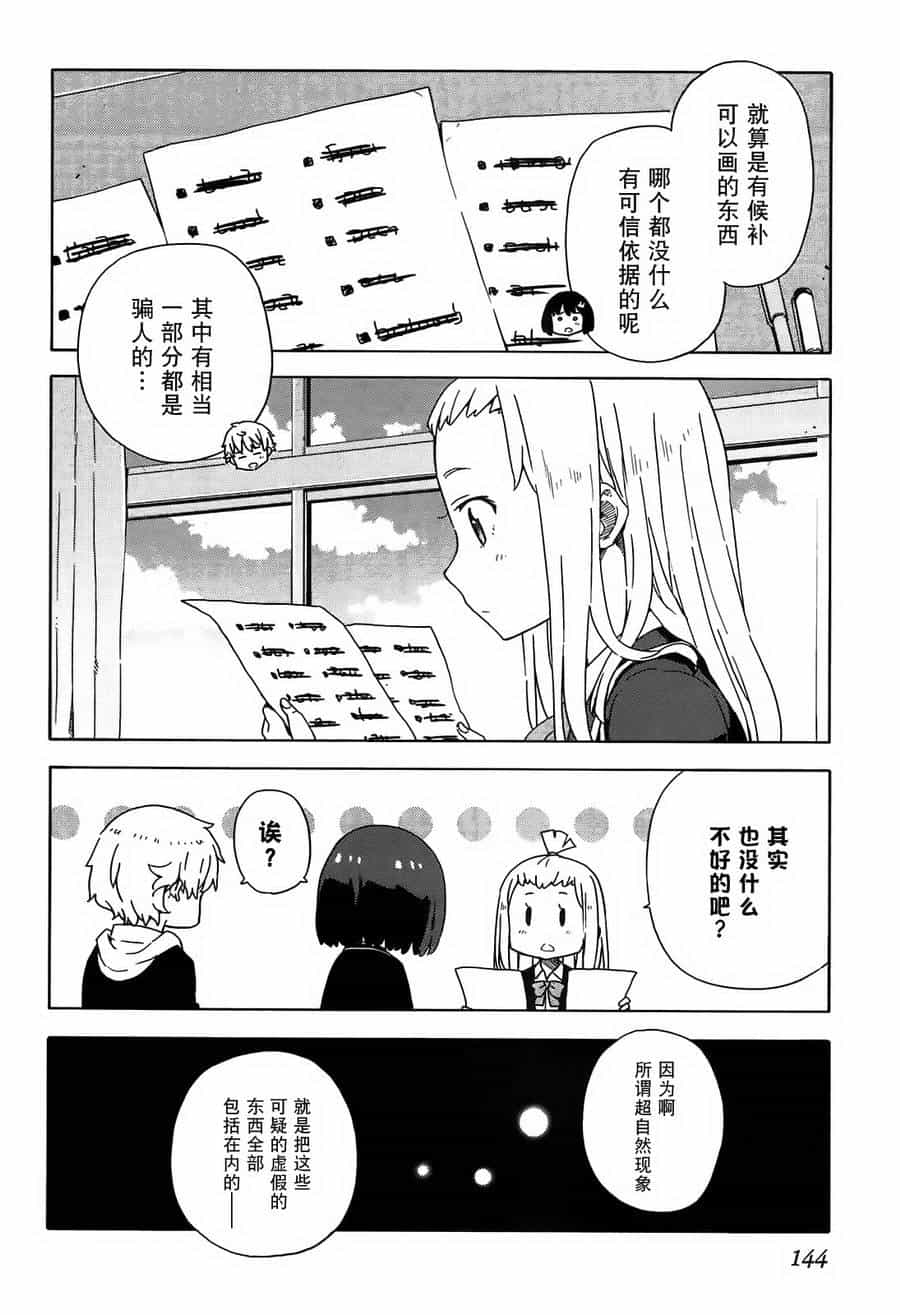 就算是有候补
可以画的东西
哪个都没什么
有可信依据的呢
其中有相当
一部分都是
骗人的…
其实
也没什么
不好的吧？
诶？
因为啊
所谓超自然现象
就是把这些
可疑的虚假的
东西全部
包括在内的——
144